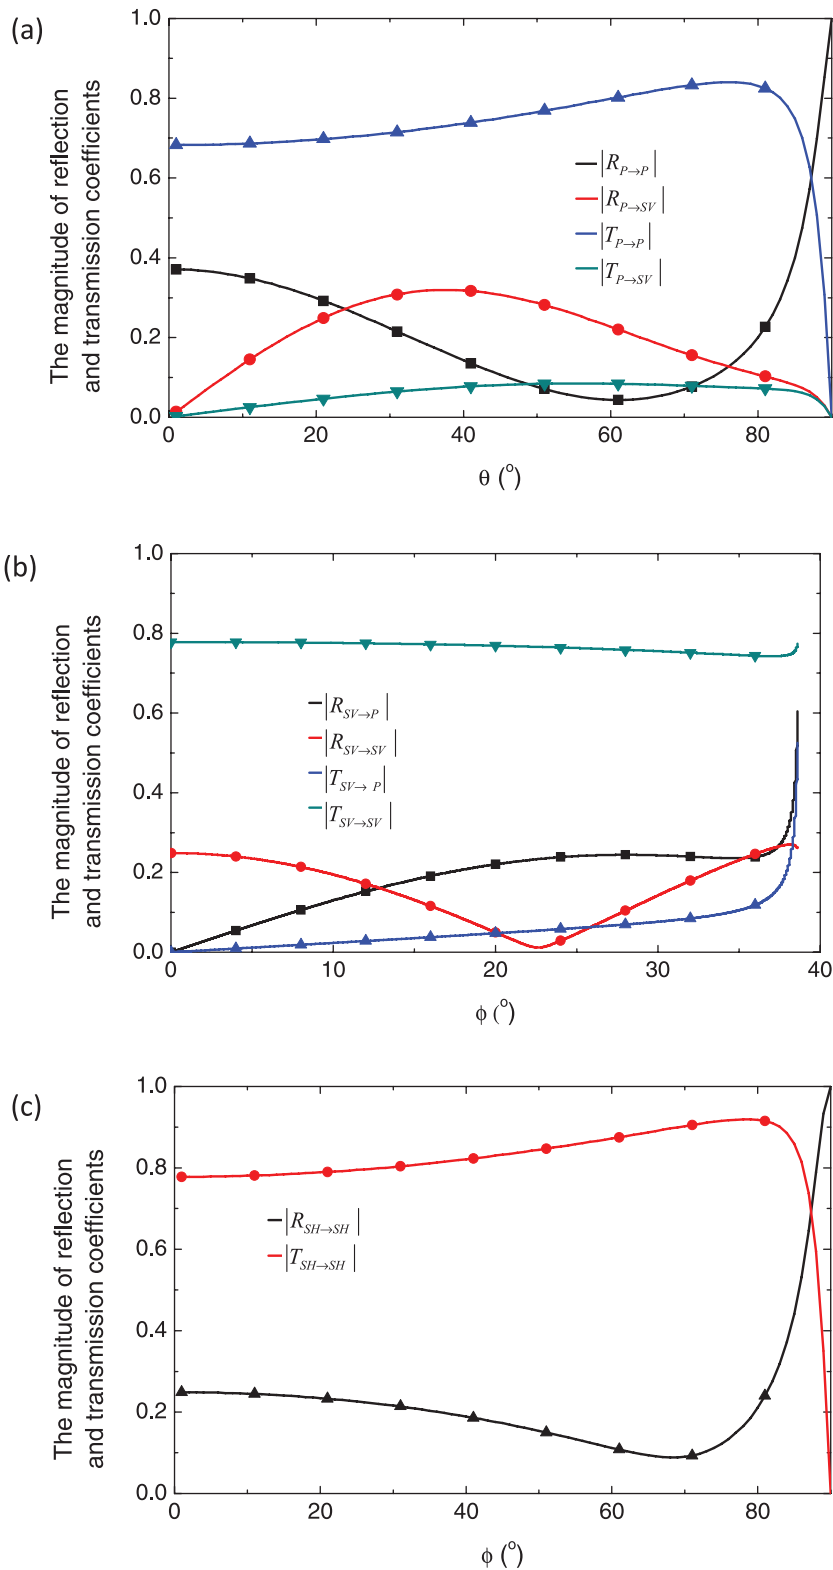 (a)
The magnitude of reflection
and transmission coefficients
1.0
0.8
0.6
0.4
0.2
0.0
|R_{P→P}|
|R_{P→SV}|
|T_{P→P}|
|T_{P→SV}|
0 20 40 60 80
θ (°)
(b)
The magnitude of reflection
and transmission coefficients
1.0
0.8
0.6
0.4
0.2
0.0
|R_{SV→P}|
|R_{SV→SV}|
|T_{SV→P}|
|T_{SV→SV}|
0 10 20 30 40
ϕ (°)
(c)
The magnitude of reflection
and transmission coefficients
1.0
0.8
0.6
0.4
0.2
0.0
|R_{SH→SH}|
|T_{SH→SH}|
0 20 40 60 80
ϕ (°)